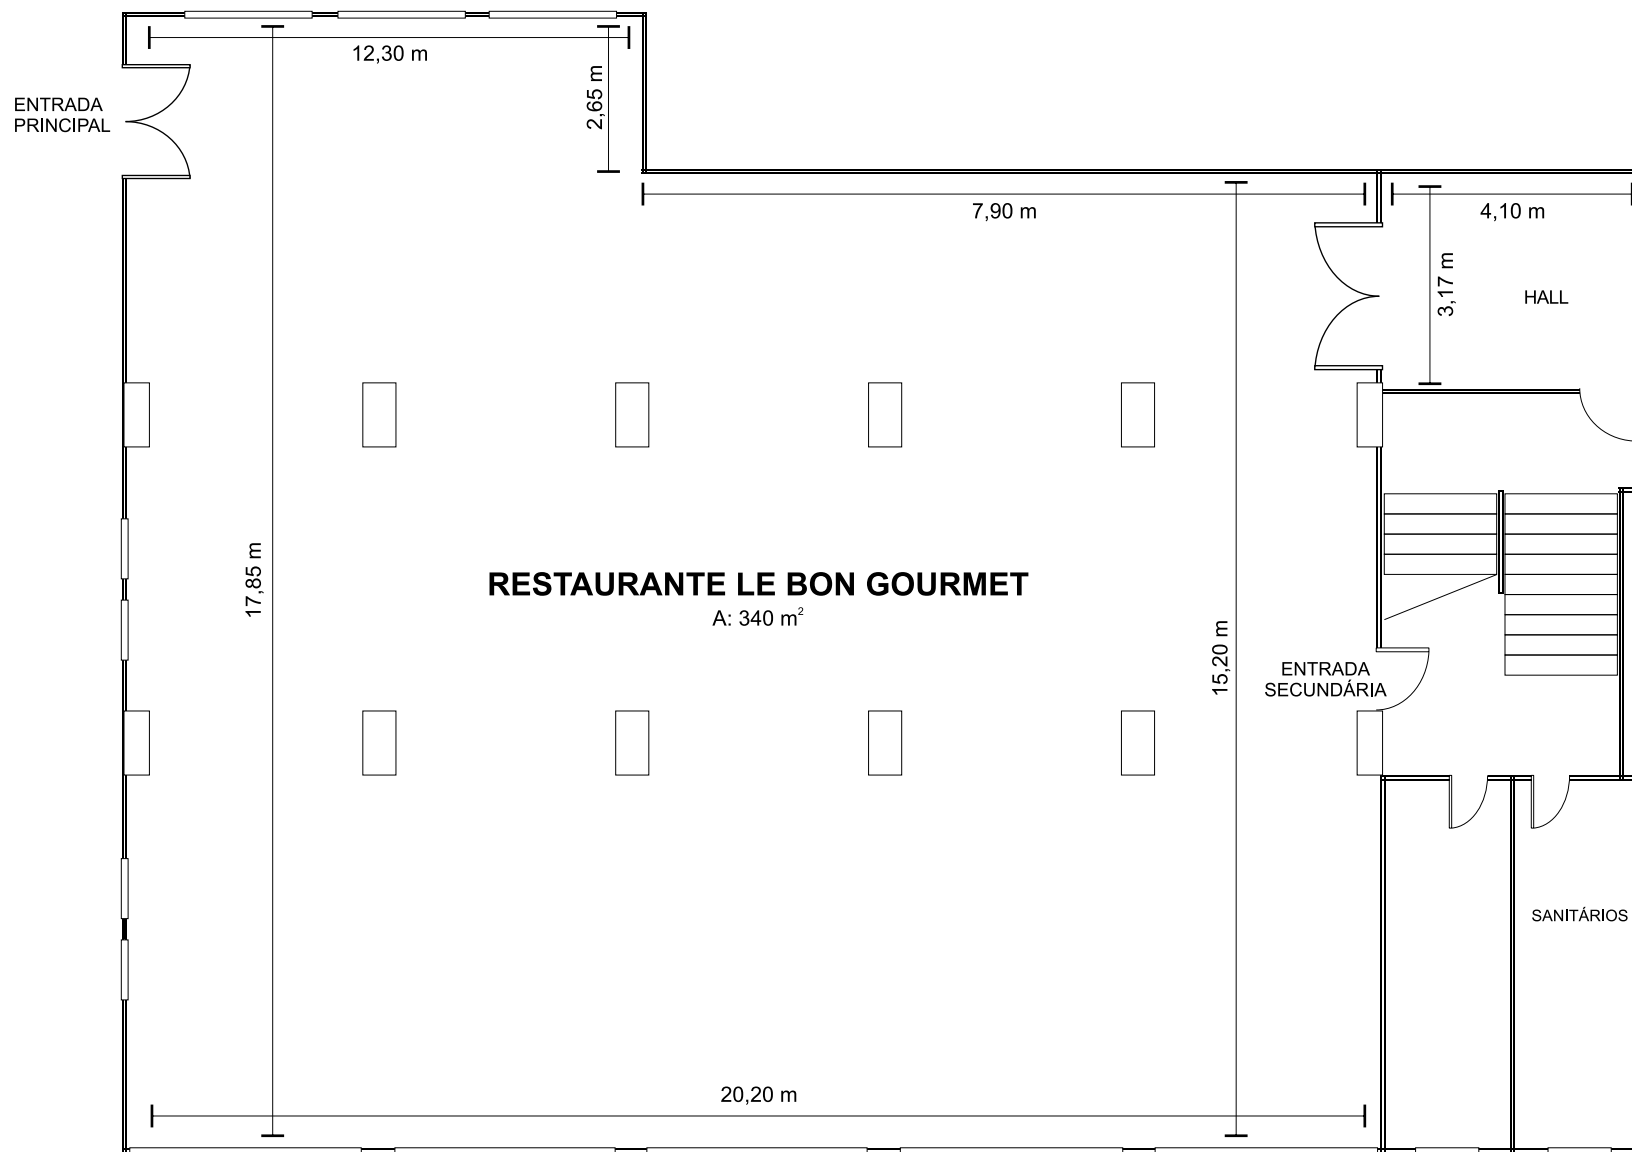 12,30 m
2,65 m
ENTRADA
PRINCIPAL
7,90 m
4,10 m
3,17 m
HALL
17,85 m
RESTAURANTE LE BON GOURMET
A: 340 m²
15,20 m
ENTRADA
SECUNDÁRIA
SANITÁRIOS
20,20 m